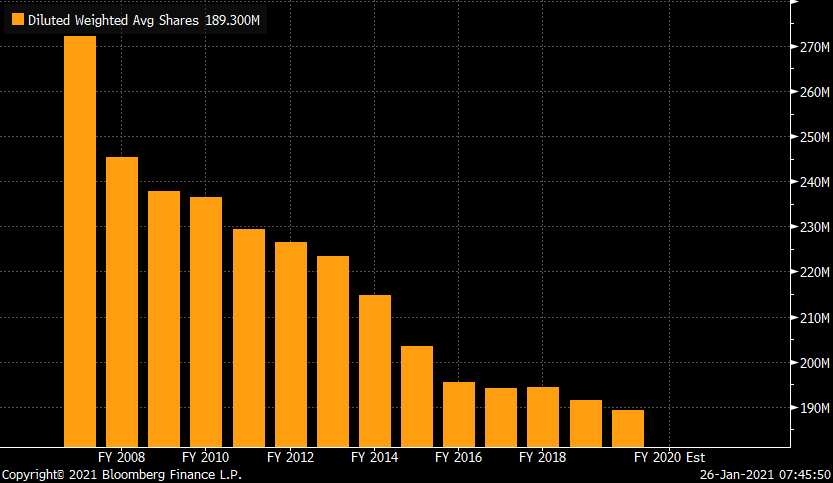 Diluted Weighted Avg Shares 189.300M
270M
260M
250M
240M
230M
220M
210M
200M
190M
FY 2008 FY 2010 FY 2012 FY 2014 FY 2016 FY 2018 FY 2020 Est
Copyright© 2021 Bloomberg Finance L.P. 26-Jan-2021 07:45:50